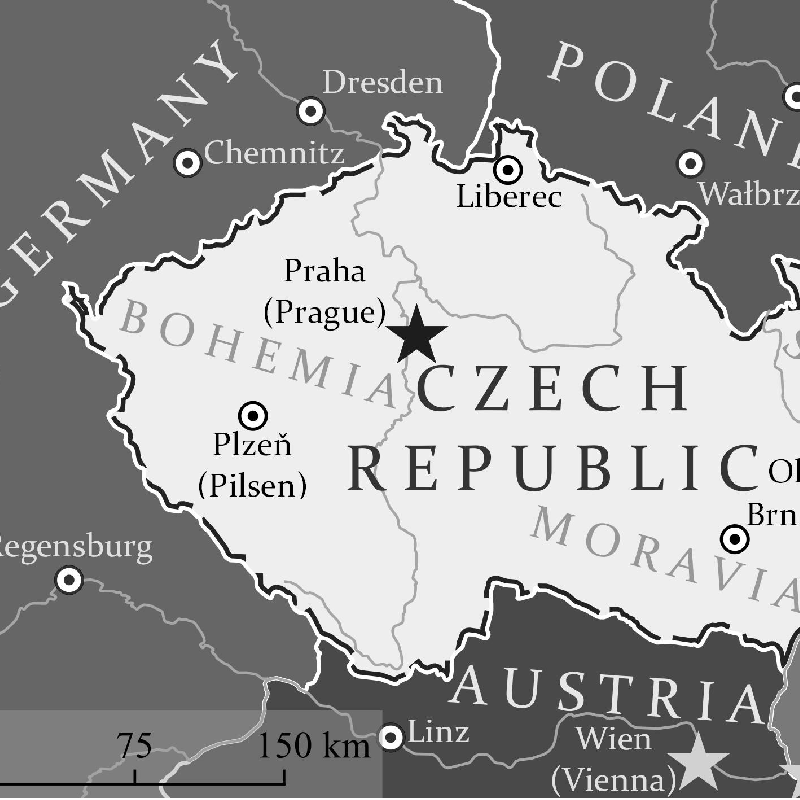 Dresden
POLAN
GERMANY
Chemnitz
Liberec
Wałbrz
Praha
(Prague)
BOHEMIA
CZECH
Plzeň
(Pilsen)
REPUBLIC
Ol
Brn
MORAVIA
Regensburg
AUSTRIA
75
150 km
Linz
Wien
(Vienna)